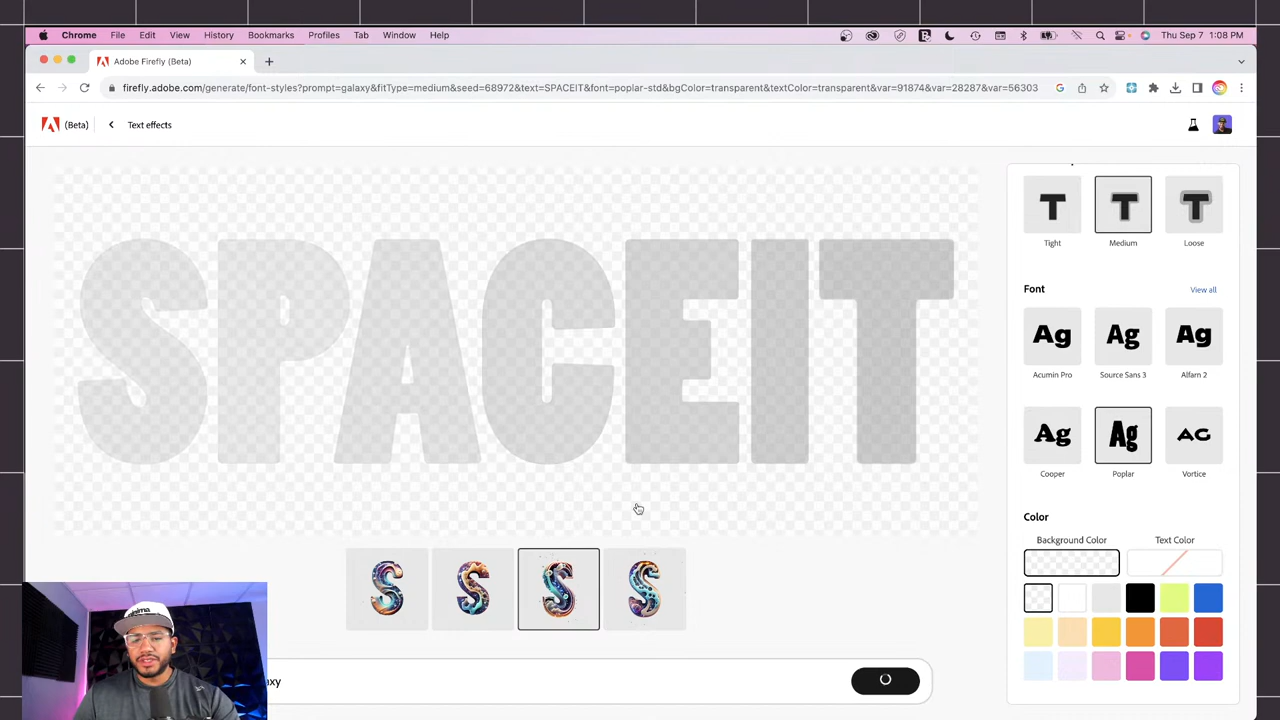 Chrome File Edit View History Bookmarks Profiles Tab Window Help Thu Sep 7 1:08 PM
Adobe Firefly (Beta)
firefly.adobe.com/generate/font-styles?prompt=galaxy&fitType=medium&seed=68972&text=SPACEIT&font=poplar-std&bgColor=transparent&textColor=transparent&var=91874&var=28287&var=56303
(Beta) Text effects
SPACEIT
T T T
Tight Medium Loose
Font View all
Ag Ag Ag
Acumin Pro Source Sans 3 Alfarn 2
Ag Ag AG
Cooper Poplar Vortice
Color
Background Color Text Color
S S S S
axy